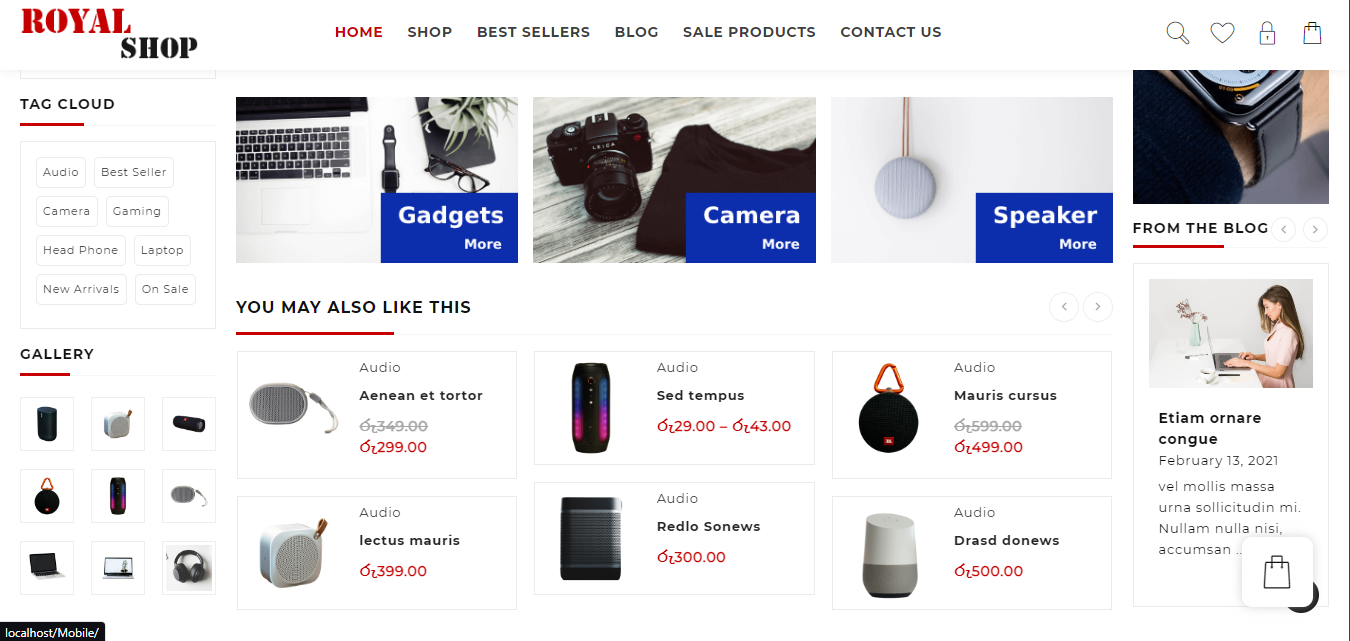 ROYAL
SHOP
HOME SHOP BEST SELLERS BLOG SALE PRODUCTS CONTACT US
TAG CLOUD
Audio Best Seller
Camera Gaming
Head Phone Laptop
New Arrivals On Sale
GALLERY
Gadgets
More
LEICA
Camera
More
Speaker
More
YOU MAY ALSO LIKE THIS
Audio
Aenean et tortor
රු349.00
රු299.00
Audio
Sed tempus
රු29.00 – රු43.00
Audio
Mauris cursus
රු599.00
රු499.00
Audio
lectus mauris
රු399.00
Audio
Redlo Sonews
රු300.00
Audio
Drasd donews
රු500.00
FROM THE BLOG
Etiam ornare
congue
February 13, 2021
vel mollis massa
urna sollicitudin mi.
Nullam nulla nisi,
accumsan ..
localhost/Mobile/